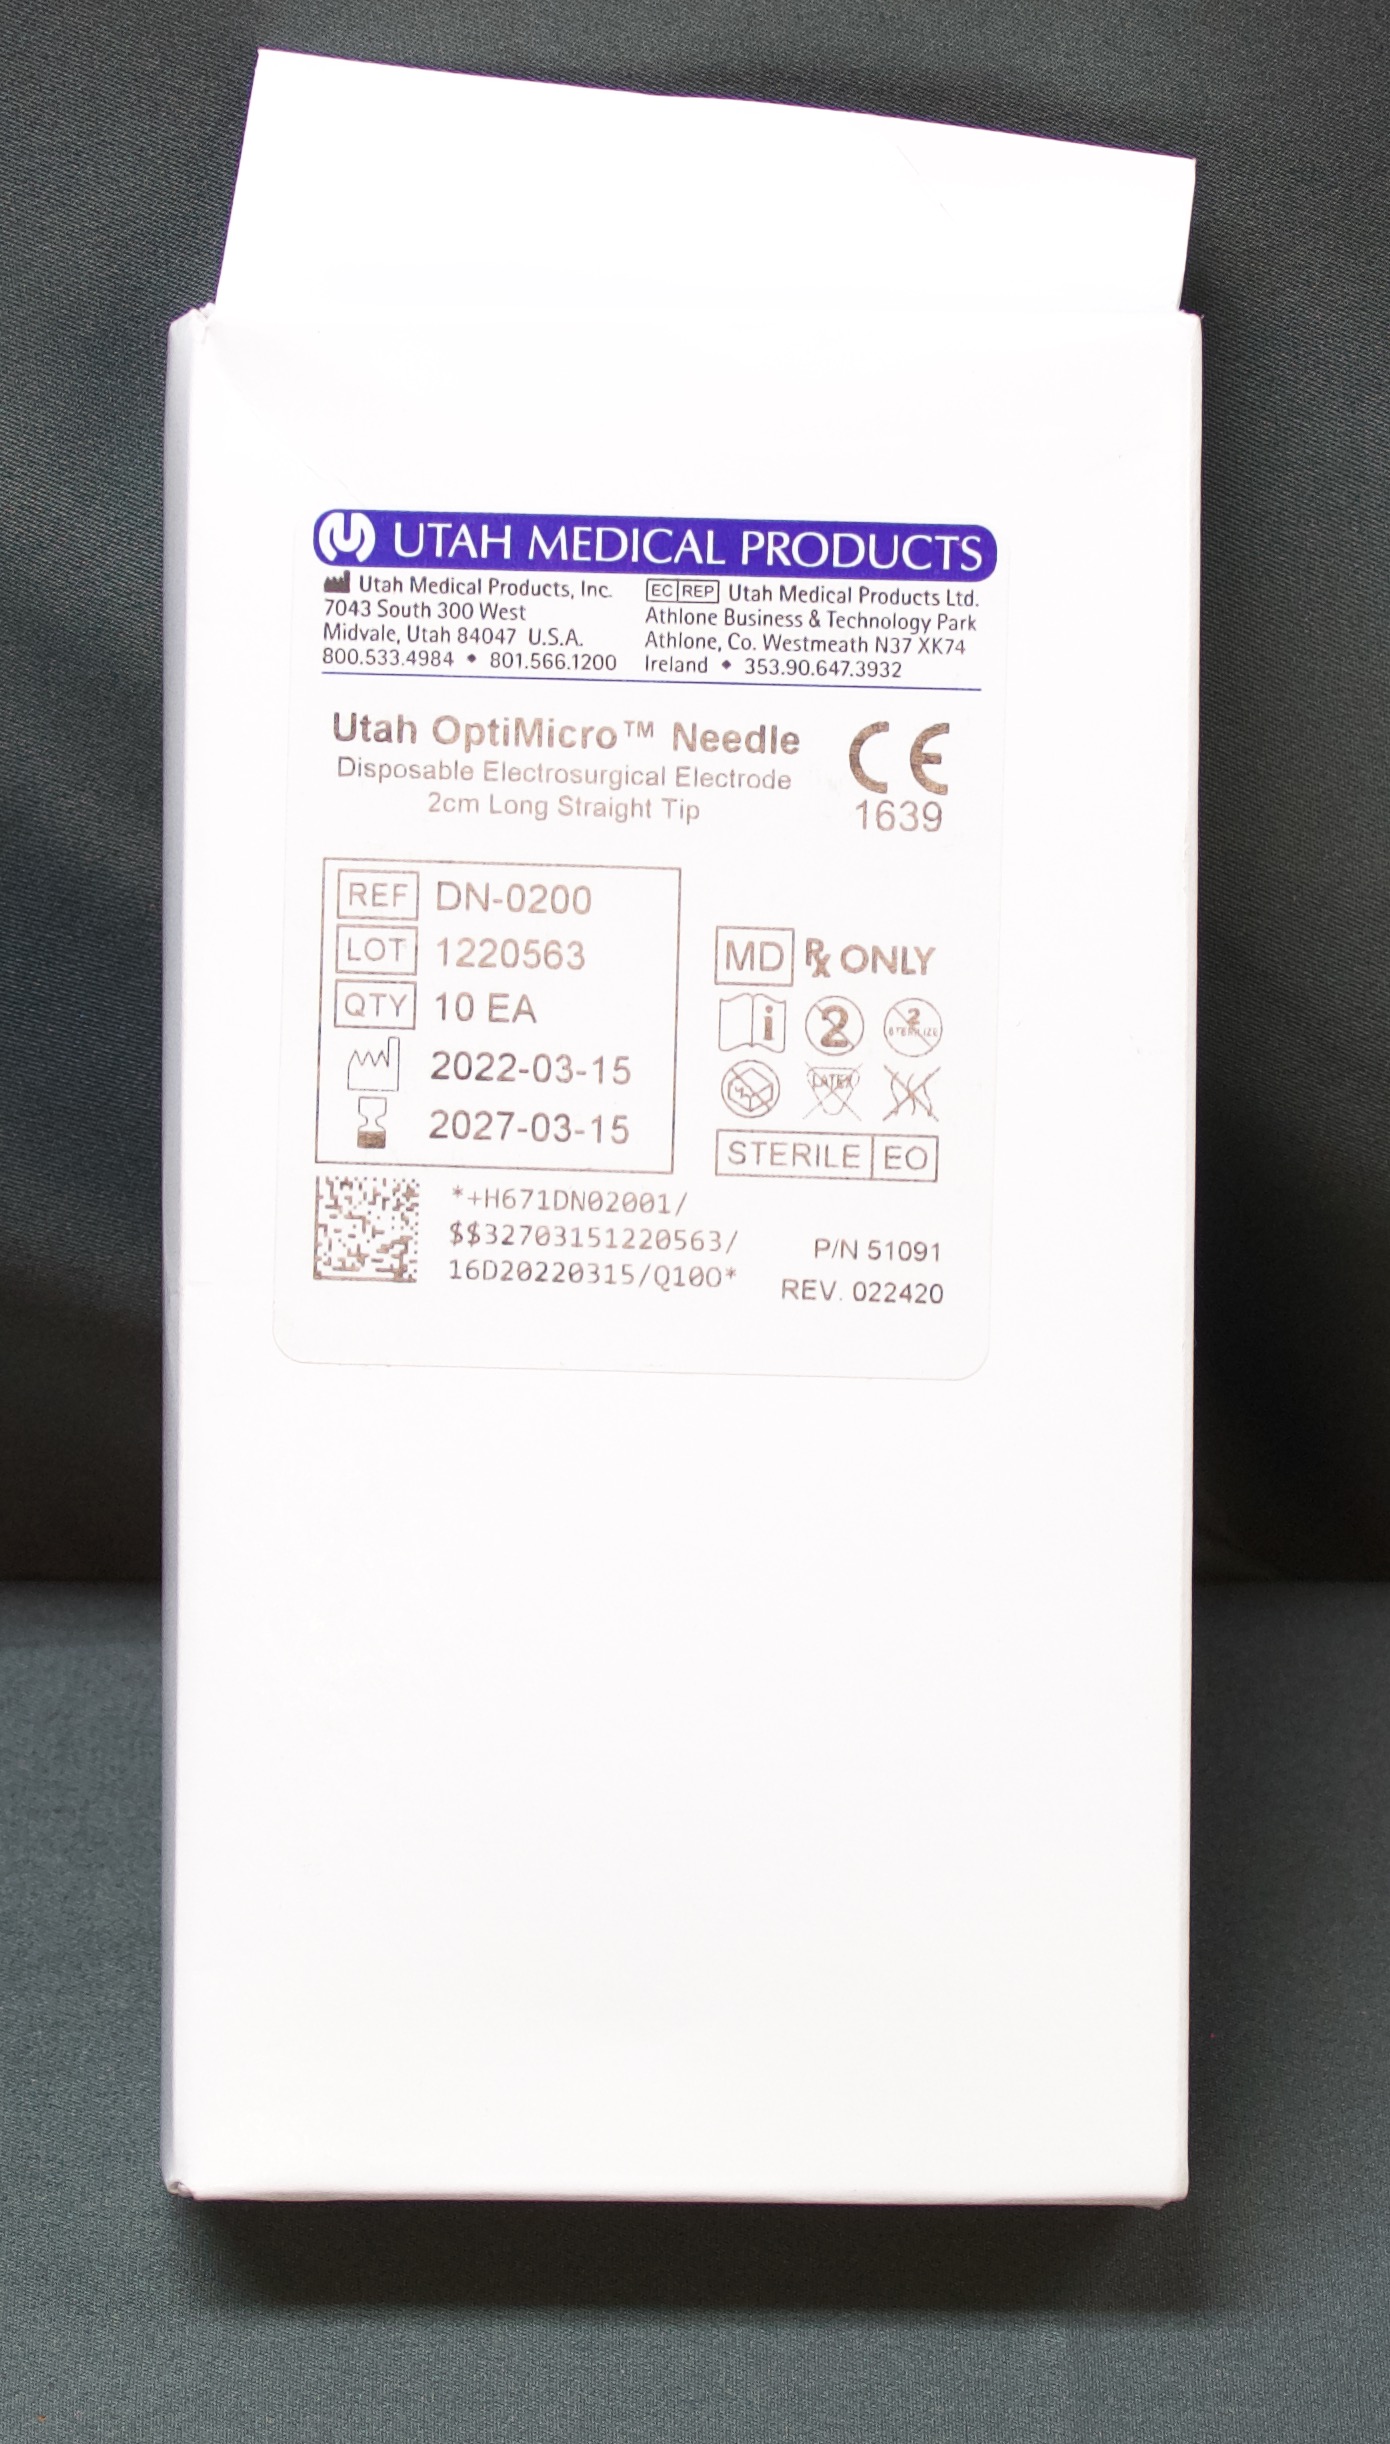 UTAH MEDICAL PRODUCTS
Utah Medical Products, Inc.
7043 South 300 West
Midvale, Utah 84047 U.S.A.
800.533.4984 • 801.566.1200
EC REP Utah Medical Products Ltd.
Athlone Business & Technology Park
Athlone, Co. Westmeath N37 XK74
Ireland • 353.90.647.3932
Utah OptiMicro™ Needle
Disposable Electrosurgical Electrode
2cm Long Straight Tip
CE
1639
REF DN-0200
LOT 1220563
QTY 10 EA
2022-03-15
2027-03-15
MD Rx ONLY
i 2 2 STERILIZE
LATEX
STERILE EO
*+H671DN02001/
$$32703151220563/
16D20220315/Q10O*
P/N 51091
REV. 022420